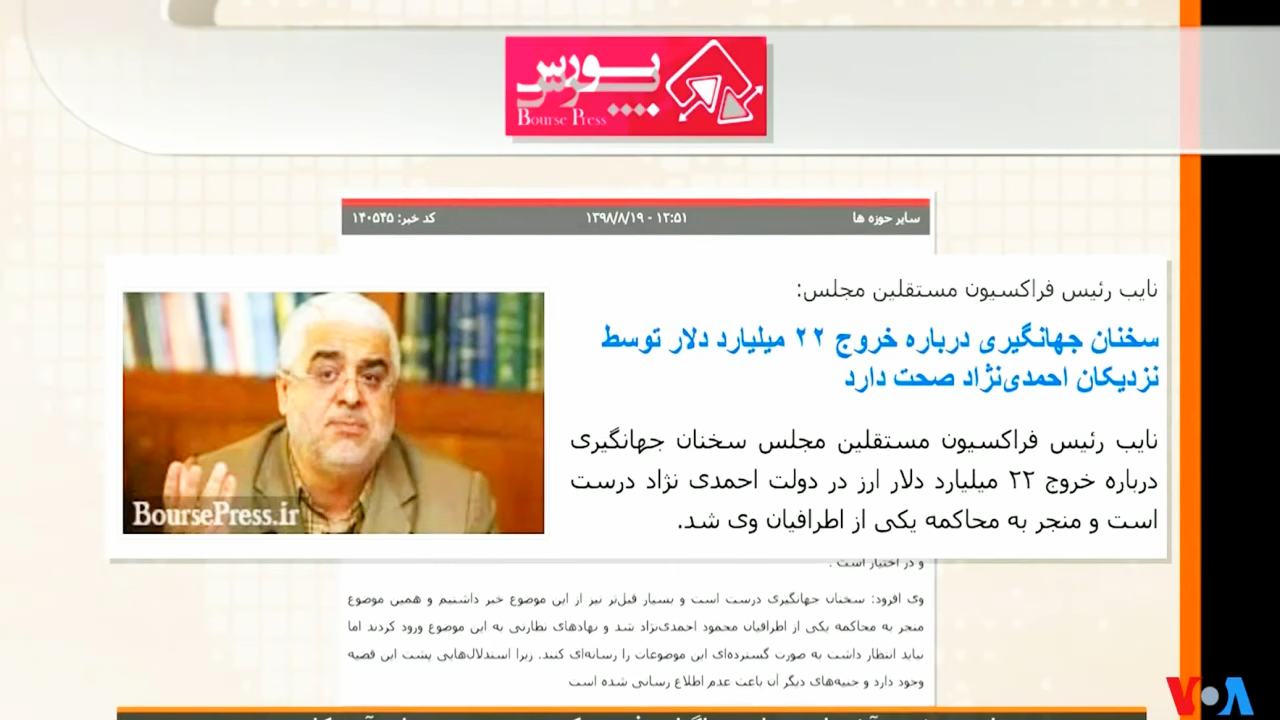 بورس پرس
Bourse Press
سایر حوزه ها
۱۳۹۸/۸/۱۹ - ۱۲:۵۱
کد خبر: ۱۴۰۵۴۵
نایب رئیس فراکسیون مستقلین مجلس:
سخنان جهانگیری درباره خروج ۲۲ میلیارد دلار توسط
نزدیکان احمدی‌نژاد صحت دارد
نایب رئیس فراکسیون مستقلین مجلس سخنان جهانگیری
درباره خروج ۲۲ میلیارد دلار ارز در دولت احمدی نژاد درست
است و منجر به محاکمه یکی از اطرافیان وی شد.
BoursePress.ir
و در اختیار است .
وی افزود: سخنان جهانگیری درست است و بسیار قبل‌تر نیز از این موضوع خبر داشتیم و همین موضوع
منجر به محاکمه یکی از اطرافیان محمود احمدی‌نژاد شد و نهادهای نظارتی به این موضوع ورود کردند اما
نباید انتظار داشت به صورت گسترده‌ای این موضوعات را رسانه‌ای کنند. زیرا استدلال‌هایی پشت این قضیه
وجود دارد و جنبه‌های دیگر آن باعث عدم اطلاع رسانی شده است
VOA